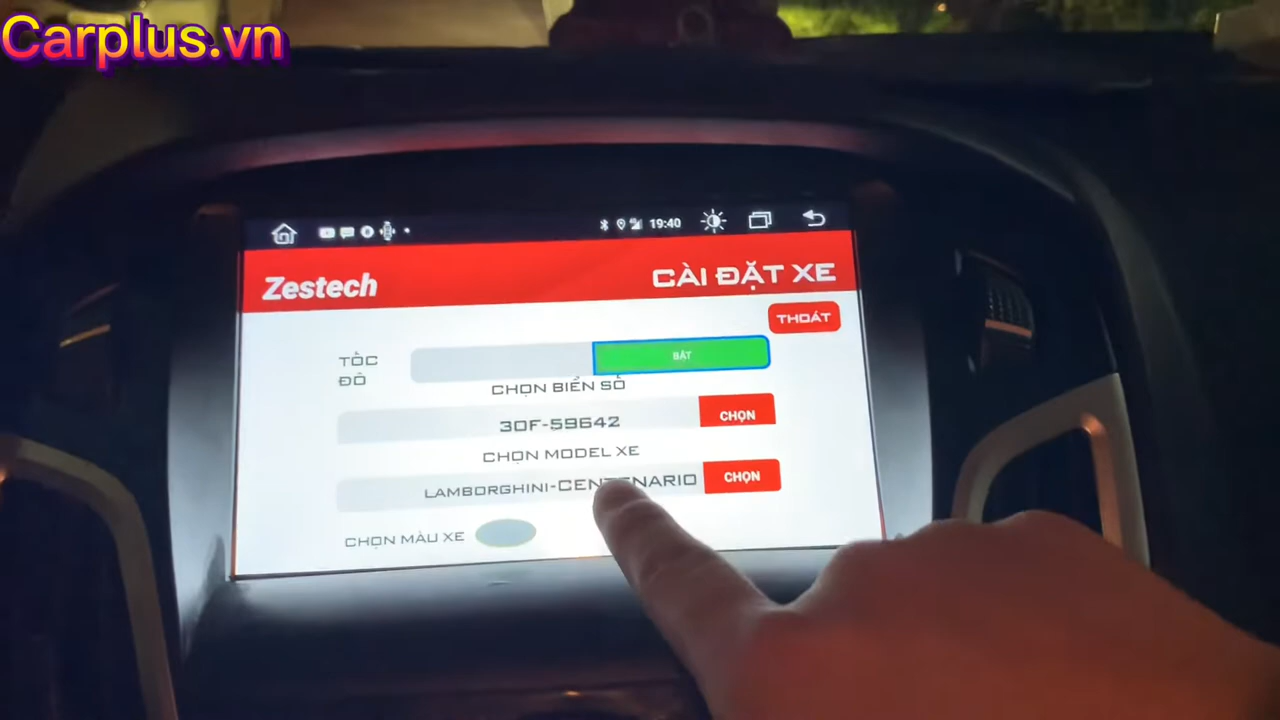 Carplus.vn
19:40
Zestech
CÀI ĐẶT XE
THOÁT
TỐC
ĐỘ
BẬT
CHỌN BIỂN SỐ
30F-59642
CHỌN
CHỌN MODEL XE
LAMBORGHINI-CENTENARIO
CHỌN
CHỌN MÀU XE